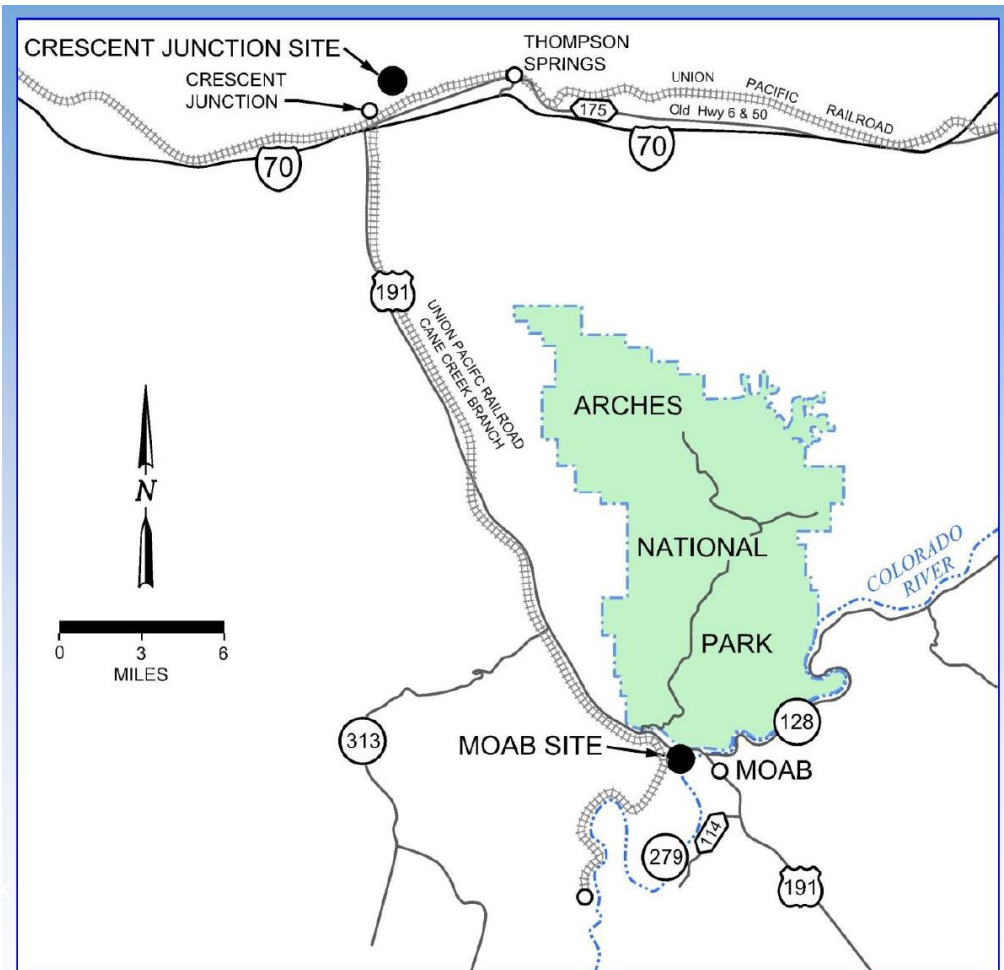 CRESCENT JUNCTION SITE
CRESCENT
JUNCTION
THOMPSON
SPRINGS
UNION PACIFIC RAILROAD
175
Old Hwy 6 & 50
70
70
191
UNION PACIFC RAILROAD
CANE CREEK BRANCH
ARCHES
NATIONAL
PARK
N
COLORADO
RIVER
0 3 6
MILES
313
128
MOAB SITE
MOAB
114
279
191